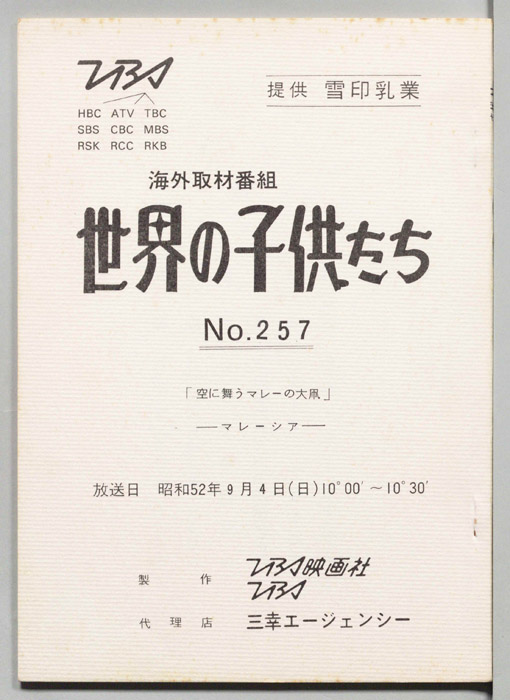 TBS
提供 雪印乳業
HBC ATV TBC
SBS CBC MBS
RSK RCC RKB
海外取材番組
世界の子供たち
No.257
「空に舞うマレーの大凧」
──マレーシア──
放送日 昭和52年9月4日(日)10°00′~10°30′
製作 映画社
代理店 三幸エージェンシー